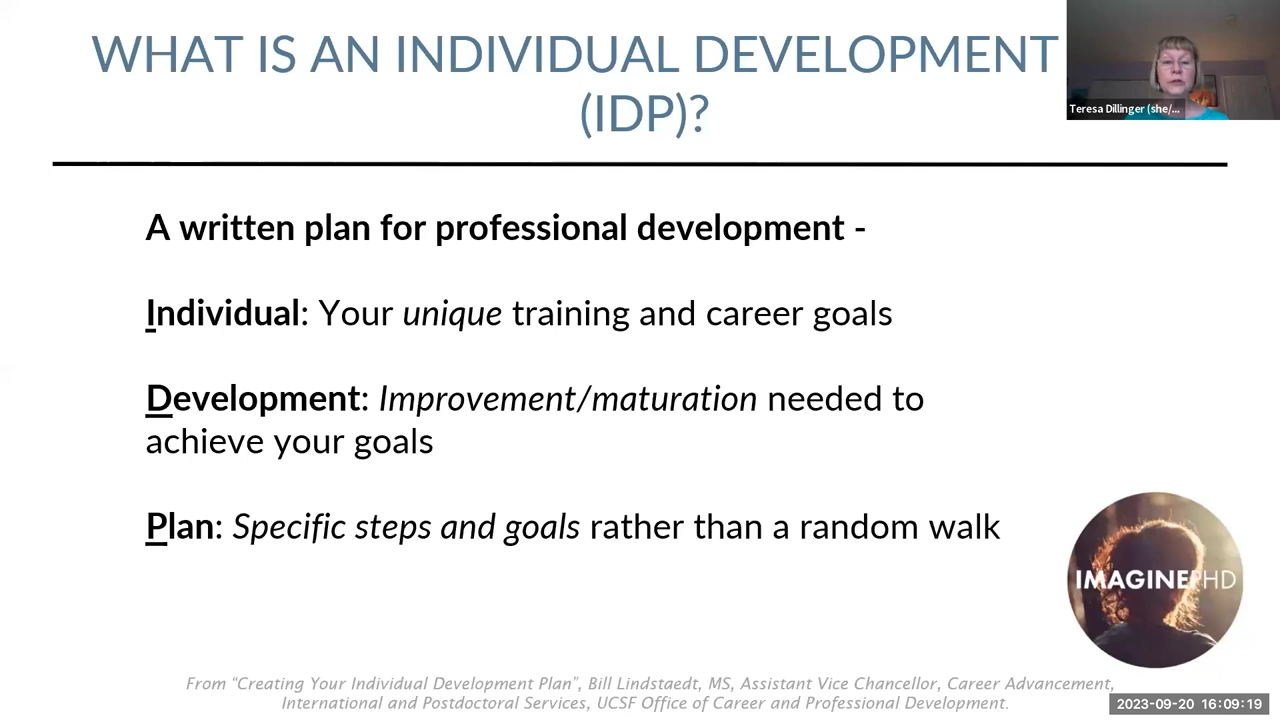 WHAT IS AN INDIVIDUAL DEVELOPMENT
(IDP)?
Teresa Dillinger (she/...
A written plan for professional development -
Individual: Your unique training and career goals
Development: Improvement/maturation needed to
achieve your goals
Plan: Specific steps and goals rather than a random walk
IMAGINEPHD
From “Creating Your Individual Development Plan”, Bill Lindstaedt, MS, Assistant Vice Chancellor, Career Advancement,
International and Postdoctoral Services, UCSF Office of Career and Professional Development.
2023-09-20 16:09:19